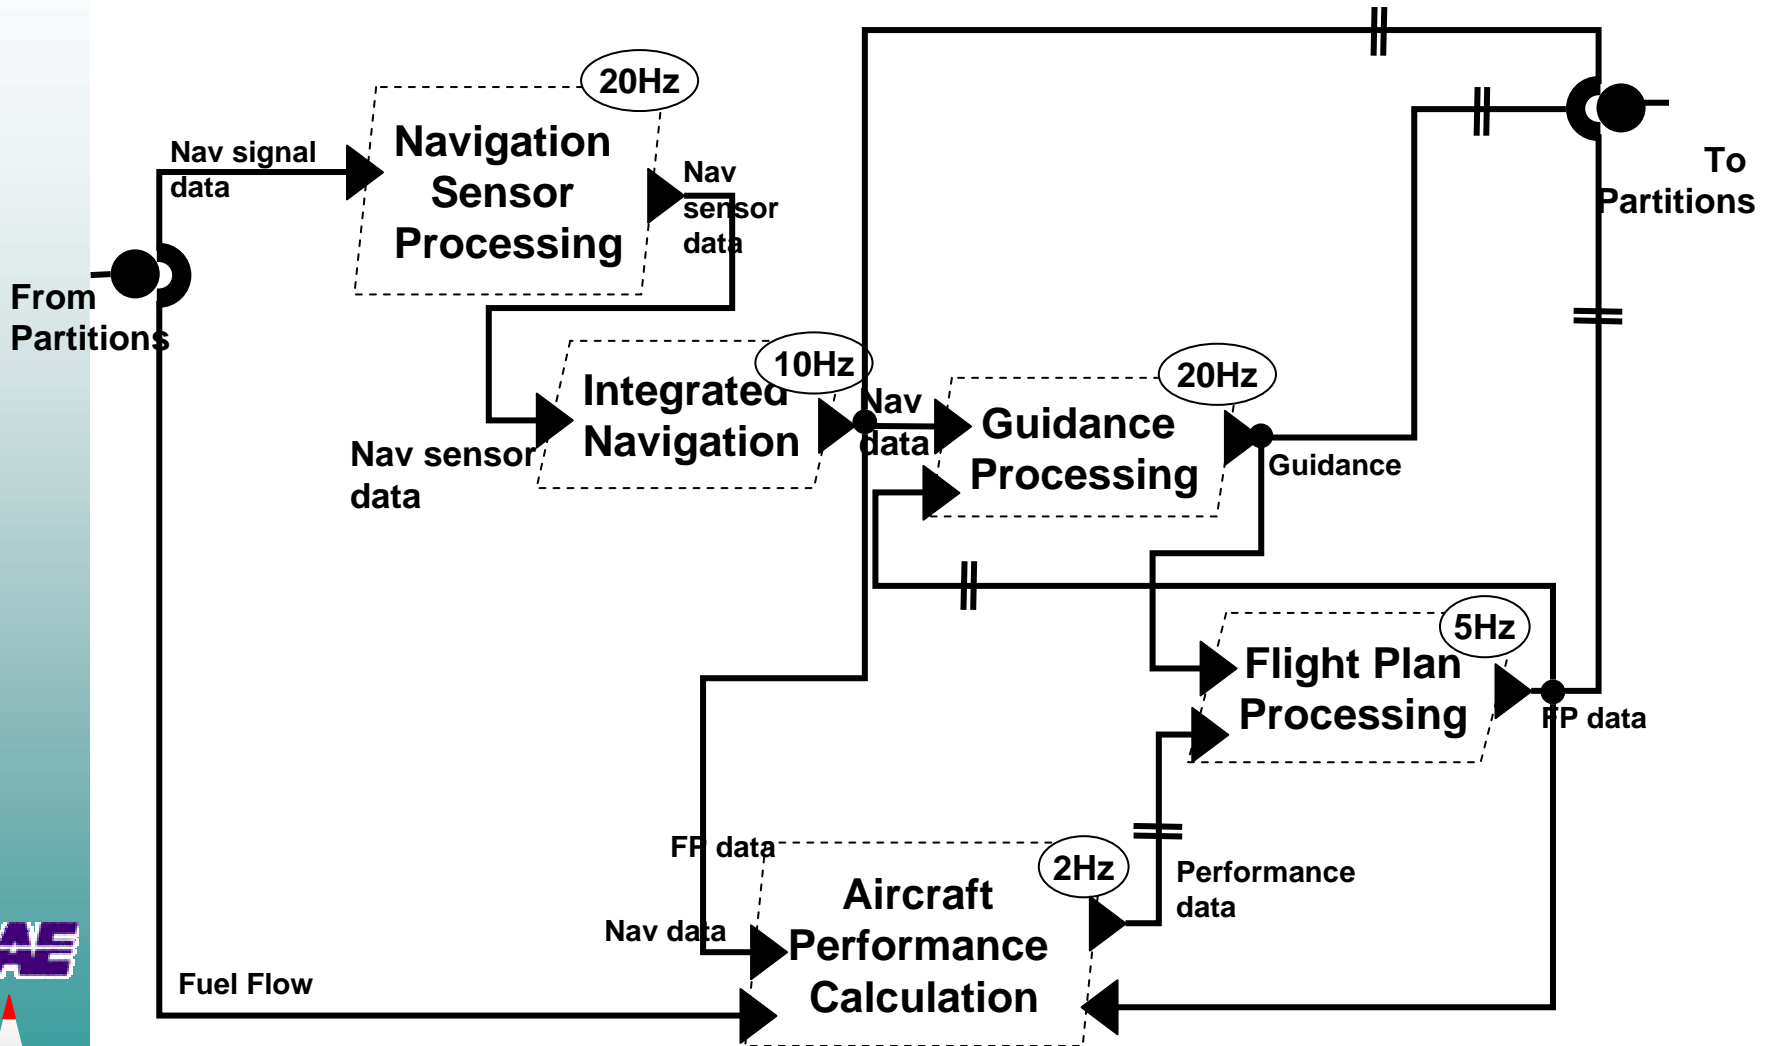 20Hz
Navigation
Sensor
Processing
Nav signal
data
Nav
sensor
data
To
Partitions
From
Partitions
10Hz
Integrated
Navigation
Nav
data
20Hz
Guidance
Processing
Guidance
Nav sensor
data
5Hz
Flight Plan
Processing
FP data
FP data
2Hz
Aircraft
Performance
Calculation
Performance
data
Nav data
Fuel Flow
AE